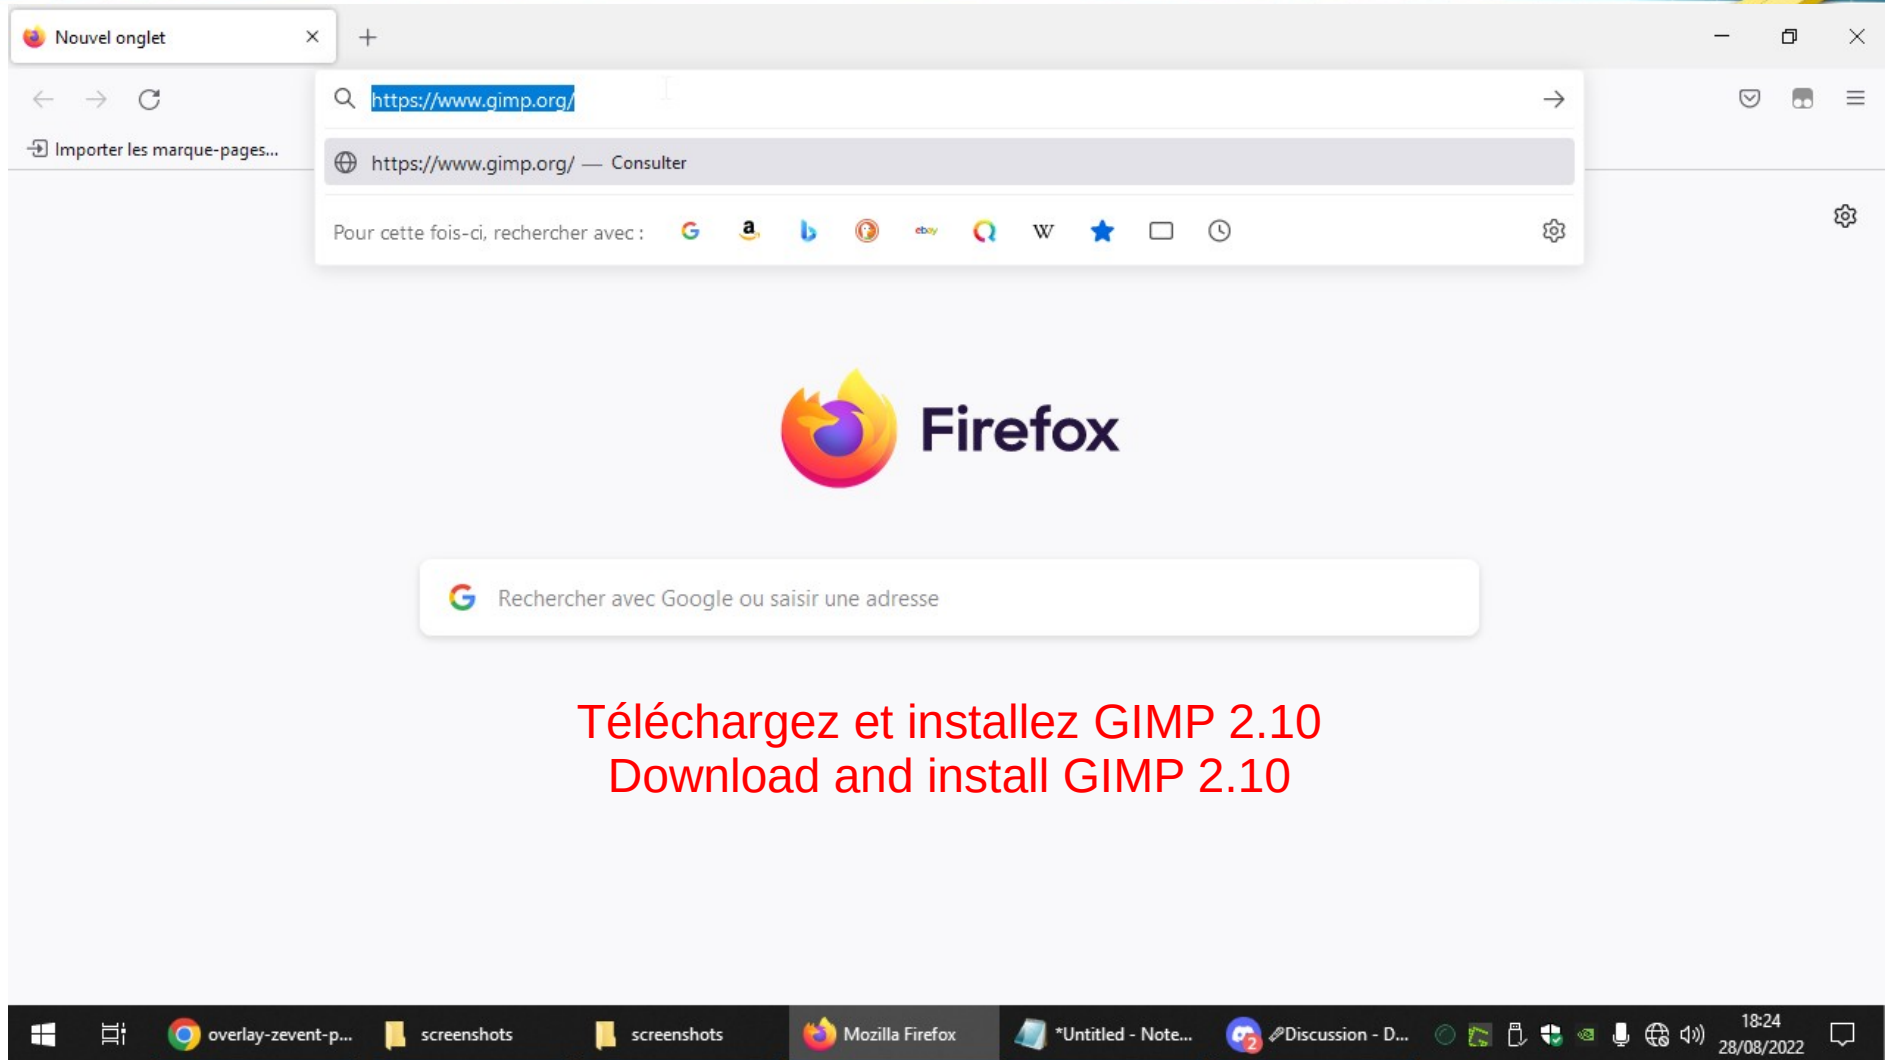 Nouvel onglet
https://www.gimp.org/
Importer les marque-pages...
https://www.gimp.org/ — Consulter
Pour cette fois-ci, rechercher avec :
a
ebay
W
Firefox
Rechercher avec Google ou saisir une adresse
Téléchargez et installez GIMP 2.10
Download and install GIMP 2.10
overlay-zevent-p...
screenshots
screenshots
Mozilla Firefox
*Untitled - Note...
2
Discussion - D...
18:24
28/08/2022